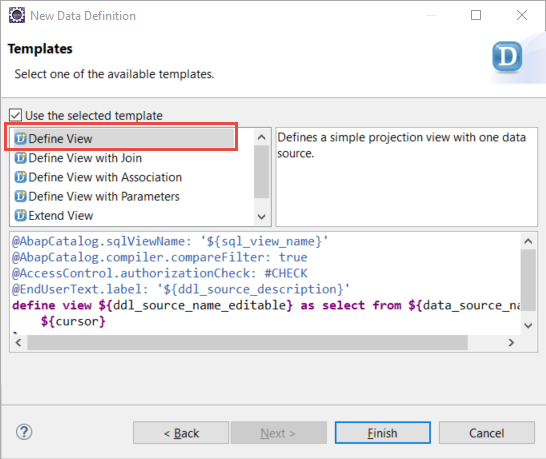 New Data Definition
Templates
Select one of the available templates.
D
Use the selected template
Define View
Define View with Join
Define View with Association
Define View with Parameters
Extend View
Defines a simple projection view with one data
source.
@AbapCatalog.sqlViewName: '${sql_view_name}'
@AbapCatalog.compiler.compareFilter: true
@AccessControl.authorizationCheck: #CHECK
@EndUserText.label: '${ddl_source_description}'
define view ${ddl_source_name_editable} as select from ${data_source_na
${cursor}
< Back
Next >
Finish
Cancel